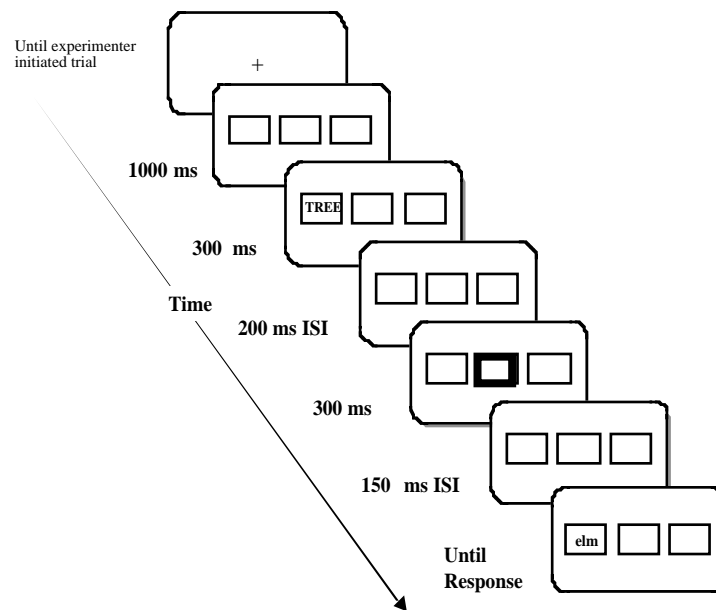 Until experimenter
initiated trial
+
1000 ms
TREE
300 ms
Time
200 ms ISI
300 ms
150 ms ISI
elm
Until
Response